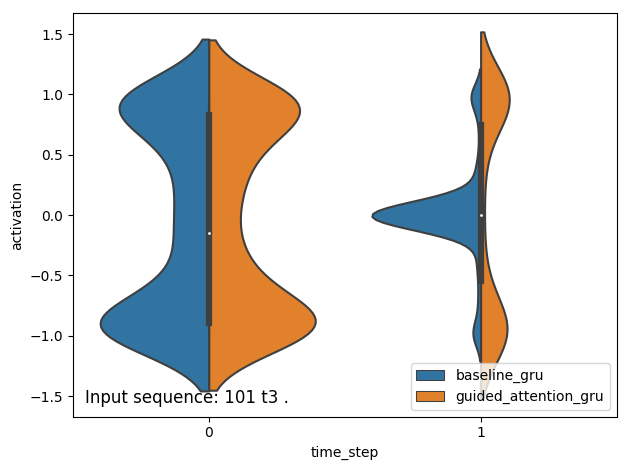 1.5
1.0
0.5
0.0
−0.5
−1.0
−1.5
activation
Input sequence: 101 t3 .
baseline_gru
guided_attention_gru
0
1
time_step